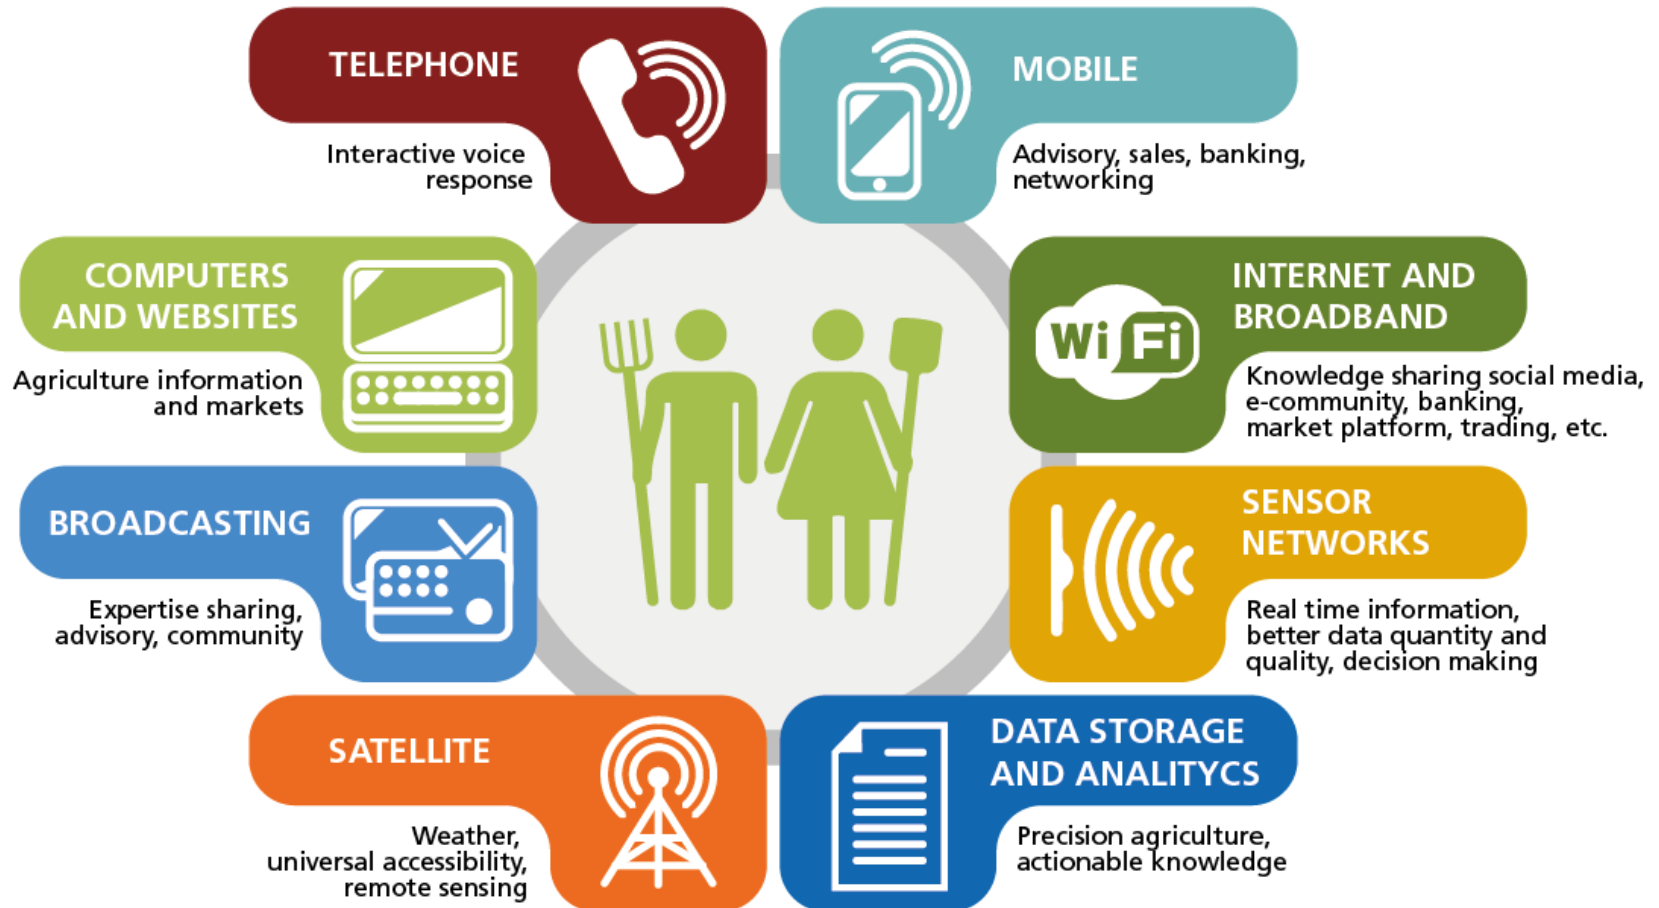 TELEPHONE
Interactive voice
response
MOBILE
Advisory, sales, banking,
networking
COMPUTERS
AND WEBSITES
Agriculture information
and markets
WiFi
INTERNET AND
BROADBAND
Knowledge sharing social media,
e-community, banking,
market platform, trading, etc.
BROADCASTING
Expertise sharing,
advisory, community
SENSOR
NETWORKS
Real time information,
better data quantity and
quality, decision making
SATELLITE
Weather,
universal accessibility,
remote sensing
DATA STORAGE
AND ANALITYCS
Precision agriculture,
actionable knowledge